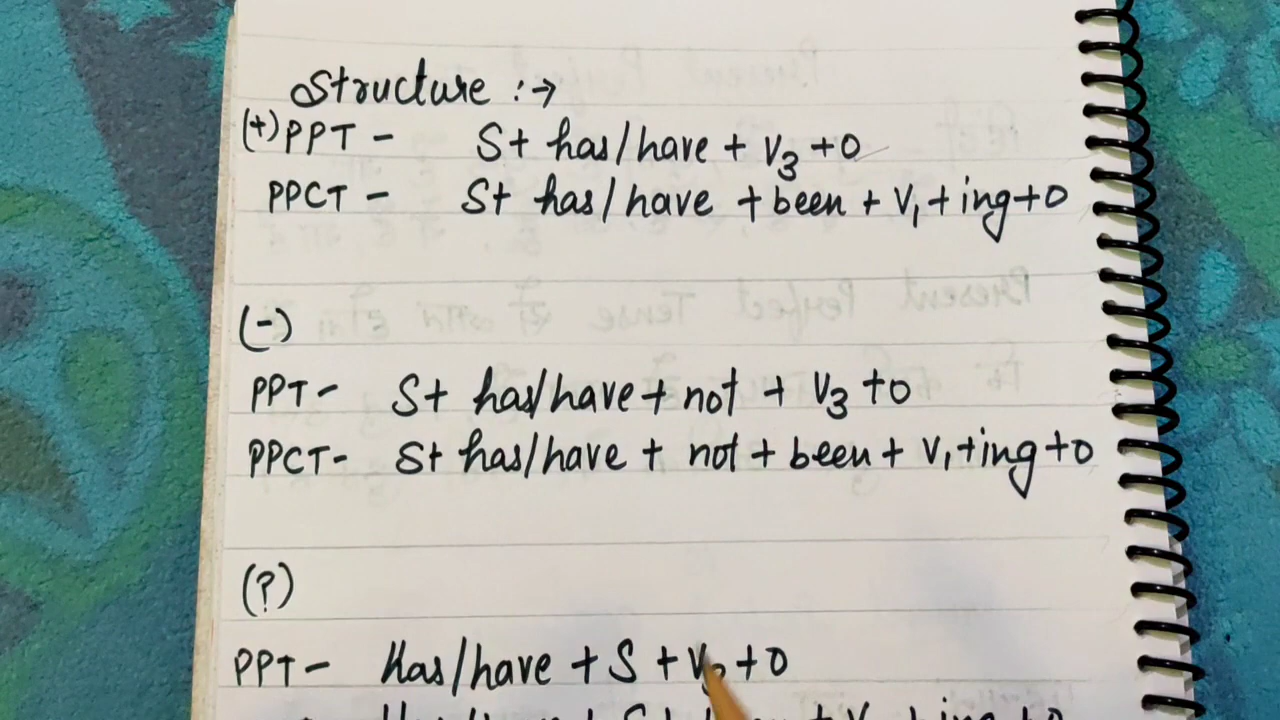 Structure :→
(+) PPT - S + has/have + V3 + O
PPCT - S + has/have + been + V1 + ing + O
(-)
PPT - S + has/have + not + V3 + O
PPCT - S + has/have + not + been + V1 + ing + O
(?)
PPT - Has/have + S + V3 + O